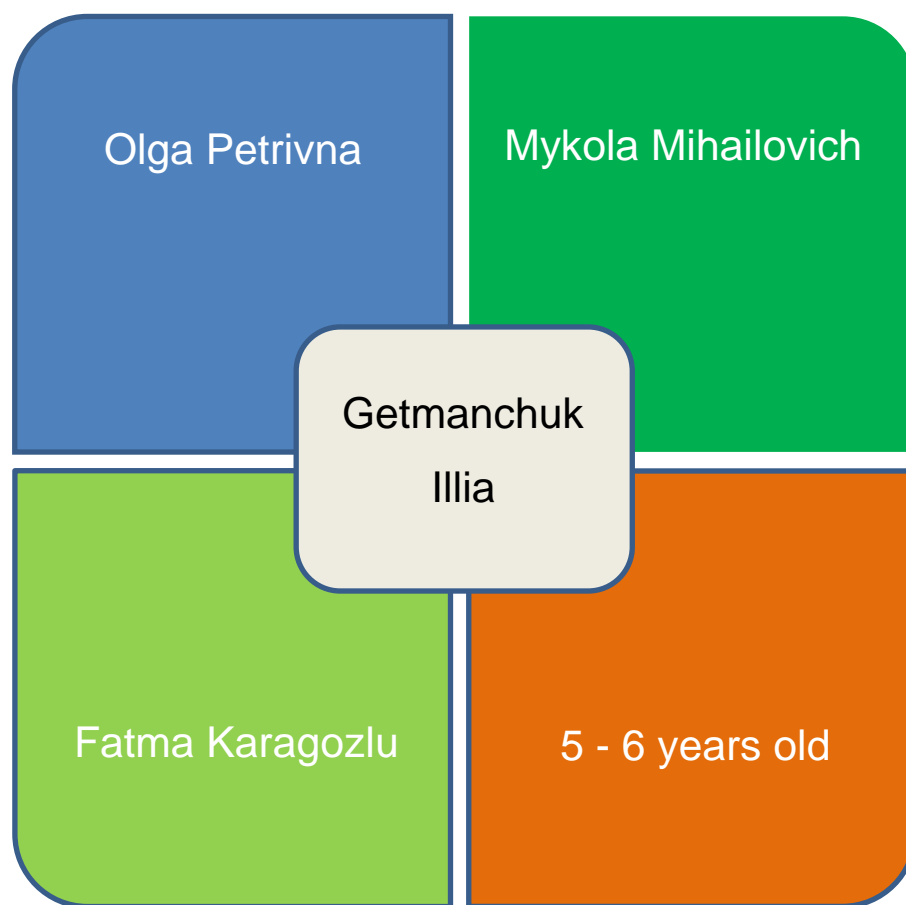 Olga Petrivna
Mykola Mihailovich
Getmanchuk
Illia
Fatma Karagozlu
5 - 6 years old